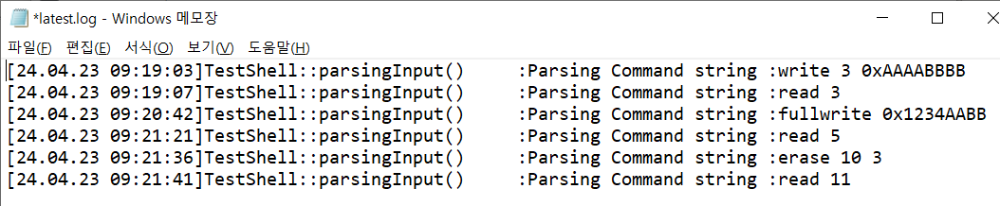 *latest.log - Windows 메모장
파일(F) 편집(E) 서식(O) 보기(V) 도움말(H)
[24.04.23 09:19:03]TestShell::parsingInput()     :Parsing Command string :write 3 0xAAAABBBB
[24.04.23 09:19:07]TestShell::parsingInput()     :Parsing Command string :read 3
[24.04.23 09:20:42]TestShell::parsingInput()     :Parsing Command string :fullwrite 0x1234AABB
[24.04.23 09:21:21]TestShell::parsingInput()     :Parsing Command string :read 5
[24.04.23 09:21:36]TestShell::parsingInput()     :Parsing Command string :erase 10 3
[24.04.23 09:21:41]TestShell::parsingInput()     :Parsing Command string :read 11